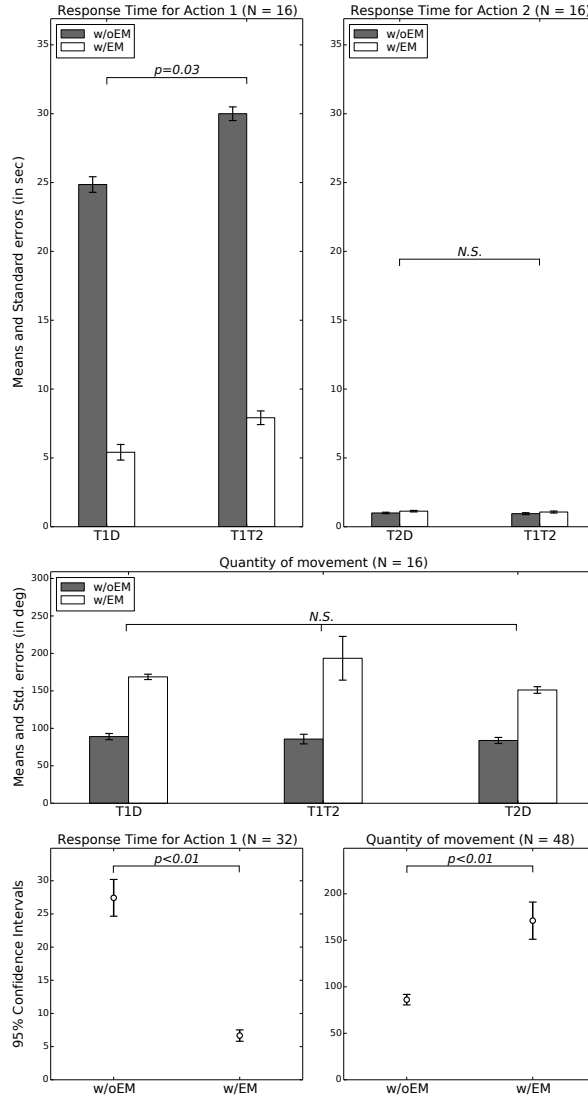 Response Time for Action 1 (N = 16)
w/oEM
w/EM
p=0.03
35
30
25
20
15
10
5
0
Means and Standard errors (in sec)
T1D
T1T2
Response Time for Action 2 (N = 16)
w/oEM
w/EM
N.S.
35
30
25
20
15
10
5
0
T2D
T1T2
Quantity of movement (N = 16)
w/oEM
w/EM
N.S.
300
250
200
150
100
50
0
Means and Std. errors (in deg)
T1D
T1T2
T2D
Response Time for Action 1 (N = 32)
p<0.01
30
25
20
15
10
5
0
95% Confidence Intervals
w/oEM
w/EM
Quantity of movement (N = 48)
p<0.01
200
150
100
50
0
w/oEM
w/EM